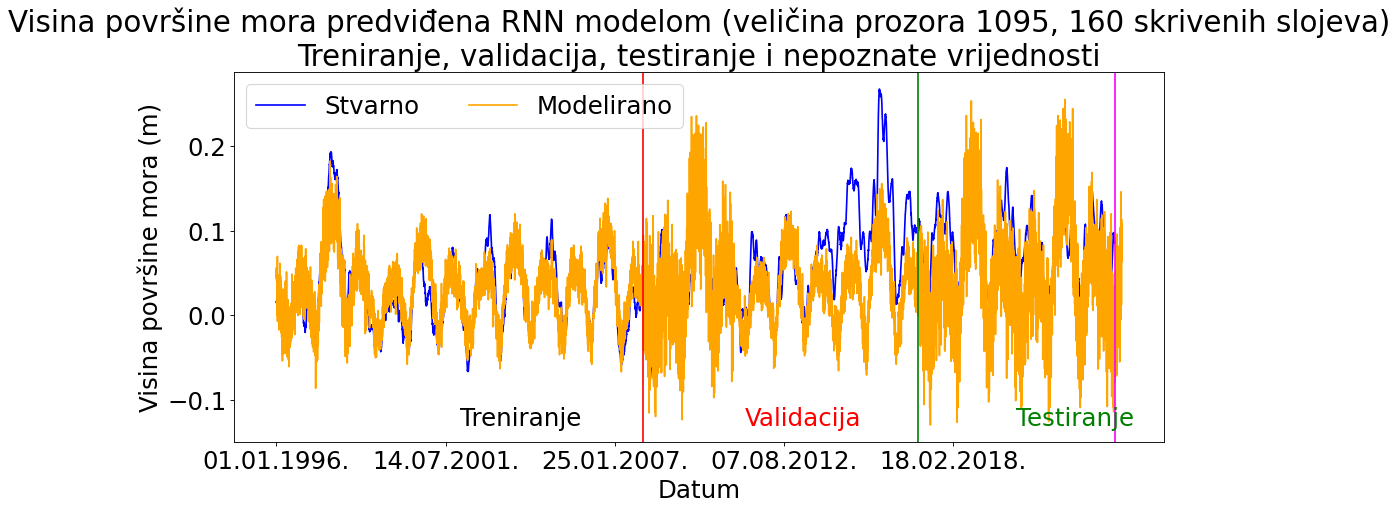 Visina površine mora predviđena RNN modelom (veličina prozora 1095, 160 skrivenih slojeva)
Treniranje, validacija, testiranje i nepoznate vrijednosti
Stvarno Modelirano
Visina površine mora (m)
0.2
0.1
0.0
−0.1
Treniranje Validacija Testiranje
01.01.1996. 14.07.2001. 25.01.2007. 07.08.2012. 18.02.2018.
Datum